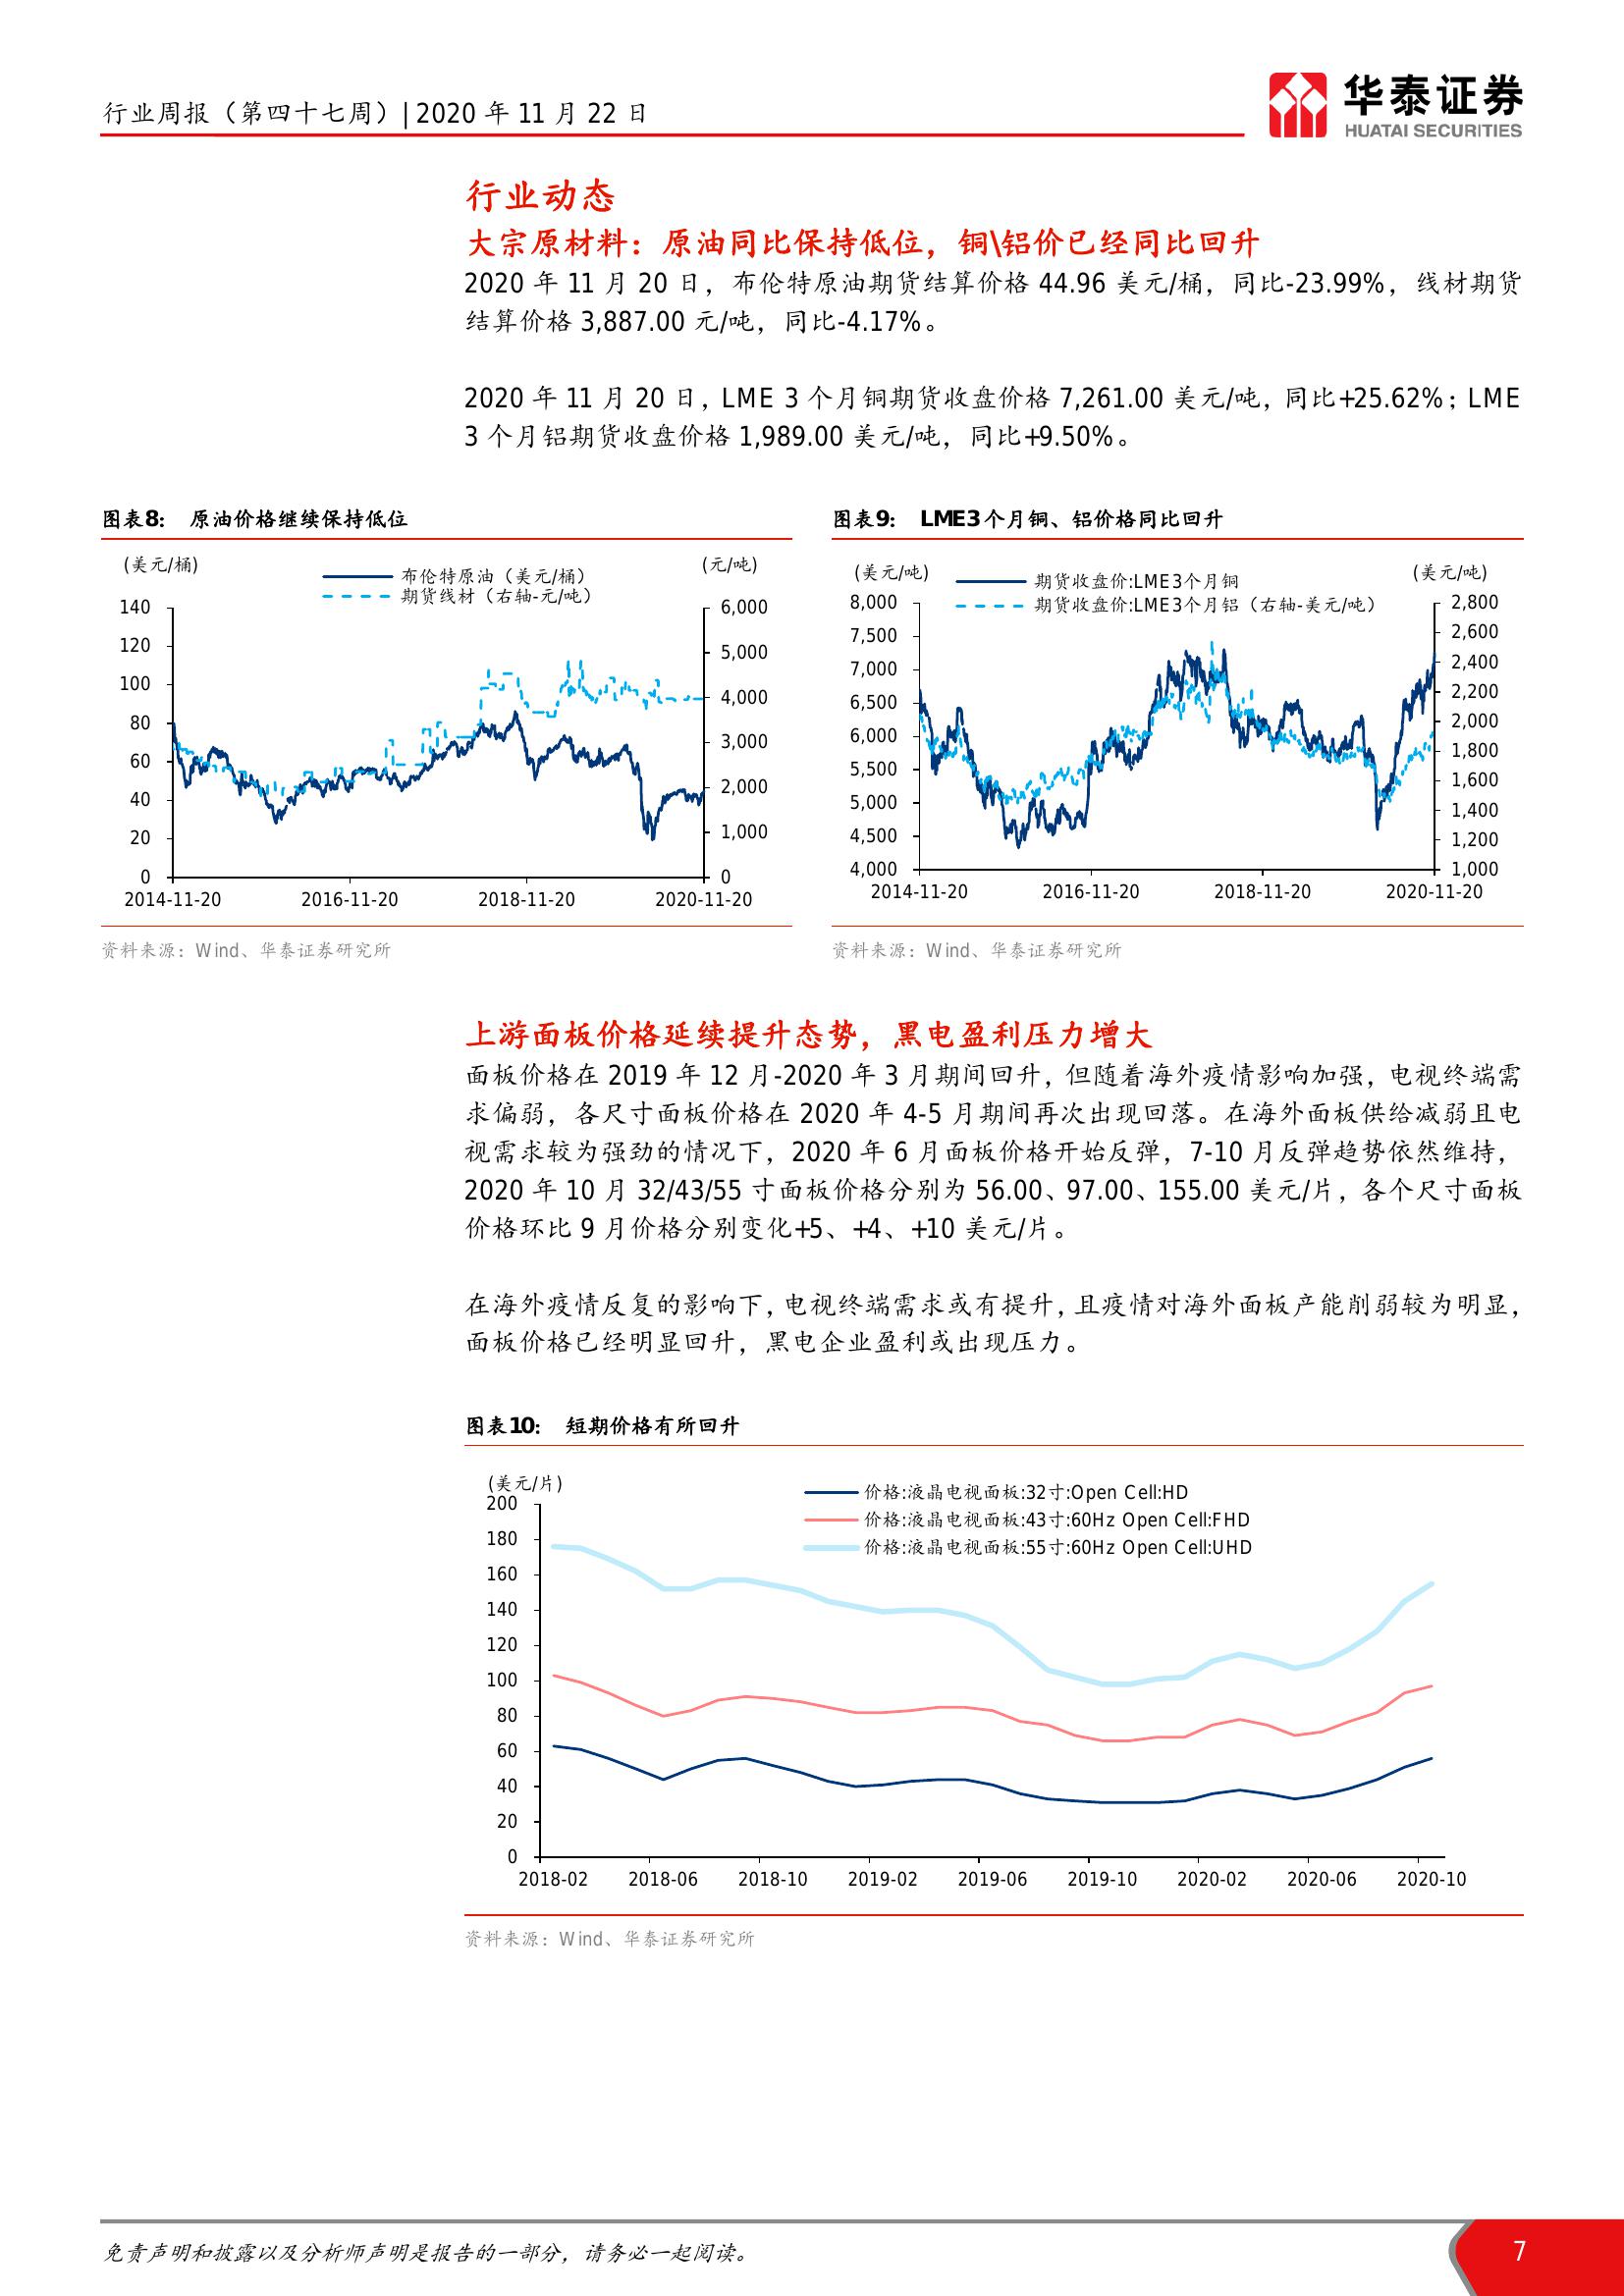 行业周报（第四十七周）| 2020 年 11 月 22 日
华泰证券
HUATAI SECURITIES
行业动态
大宗原材料：原油同比保持低位，铜\铝价已经同比回升
2020 年 11 月 20 日，布伦特原油期货结算价格 44.96 美元/桶，同比-23.99%，线材期货
结算价格 3,887.00 元/吨，同比-4.17%。
2020 年 11 月 20 日，LME 3 个月铜期货收盘价格 7,261.00 美元/吨，同比+25.62%；LME
3 个月铝期货收盘价格 1,989.00 美元/吨，同比+9.50%。
图表8： 原油价格继续保持低位
(美元/桶)
(元/吨)
布伦特原油（美元/桶）
期货线材（右轴-元/吨）
140
120
100
80
60
40
20
0
6,000
5,000
4,000
3,000
2,000
1,000
0
2014-11-20 2016-11-20 2018-11-20 2020-11-20
资料来源：Wind、华泰证券研究所
图表9： LME3 个月铜、铝价格同比回升
(美元/吨)
(美元/吨)
期货收盘价:LME3个月铜
期货收盘价:LME3个月铝（右轴-美元/吨）
8,000
7,500
7,000
6,500
6,000
5,500
5,000
4,500
4,000
2,800
2,600
2,400
2,200
2,000
1,800
1,600
1,400
1,200
1,000
2014-11-20 2016-11-20 2018-11-20 2020-11-20
资料来源：Wind、华泰证券研究所
上游面板价格延续提升态势，黑电盈利压力增大
面板价格在 2019 年 12 月-2020 年 3 月期间回升，但随着海外疫情影响加强，电视终端需
求偏弱，各尺寸面板价格在 2020 年 4-5 月期间再次出现回落。在海外面板供给减弱且电
视需求较为强劲的情况下，2020 年 6 月面板价格开始反弹，7-10 月反弹趋势依然维持，
2020 年 10 月 32/43/55 寸面板价格分别为 56.00、97.00、155.00 美元/片，各个尺寸面板
价格环比 9 月价格分别变化+5、+4、+10 美元/片。
在海外疫情反复的影响下，电视终端需求或有提升，且疫情对海外面板产能削弱较为明显，
面板价格已经明显回升，黑电企业盈利或出现压力。
图表10： 短期价格有所回升
(美元/片)
价格:液晶电视面板:32寸:Open Cell:HD
价格:液晶电视面板:43寸:60Hz Open Cell:FHD
价格:液晶电视面板:55寸:60Hz Open Cell:UHD
200
180
160
140
120
100
80
60
40
20
0
2018-02 2018-06 2018-10 2019-02 2019-06 2019-10 2020-02 2020-06 2020-10
资料来源：Wind、华泰证券研究所
免责声明和披露以及分析师声明是报告的一部分，请务必一起阅读。
7